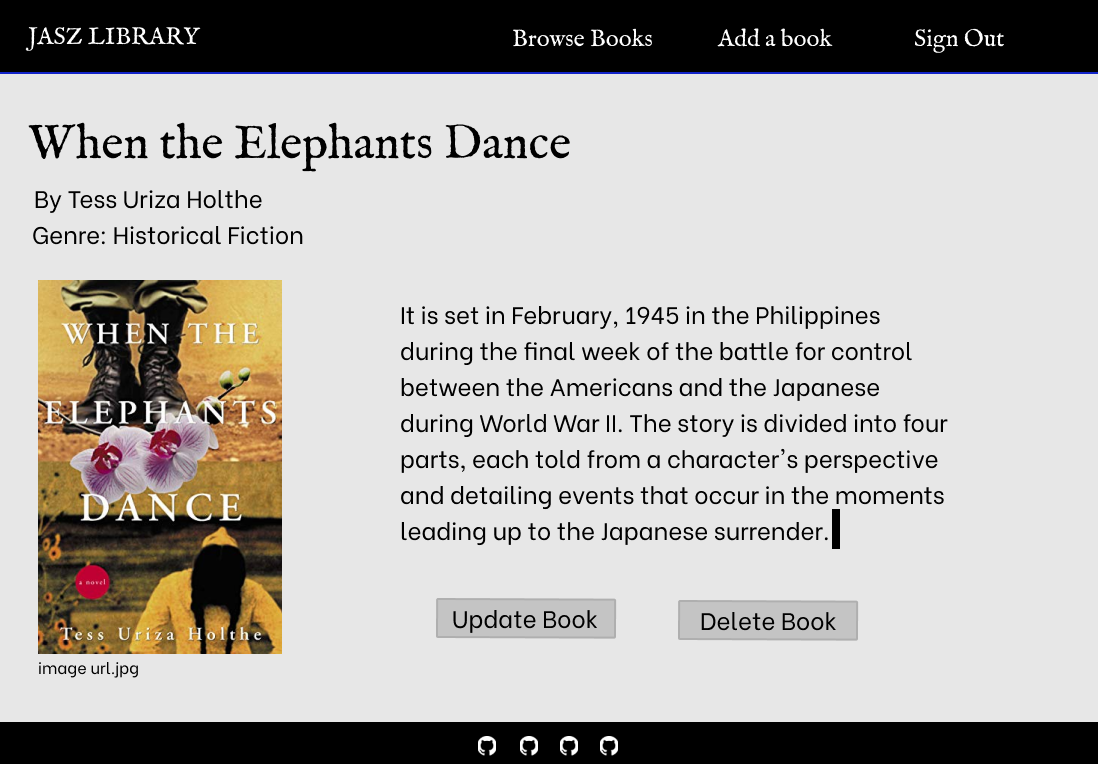 JASZ LIBRARY
Browse Books
Add a book
Sign Out
When the Elephants Dance
By Tess Uriza Holthe
Genre: Historical Fiction
WHEN THE
ELEPHANTS
DANCE
a novel
Tess Uriza Holthe
image url.jpg
It is set in February, 1945 in the Philippines
during the final week of the battle for control
between the Americans and the Japanese
during World War II. The story is divided into four
parts, each told from a character's perspective
and detailing events that occur in the moments
leading up to the Japanese surrender.
Update Book
Delete Book